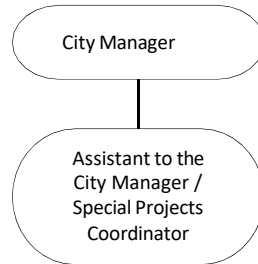 City Manager
Assistant to the
City Manager /
Special Projects
Coordinator